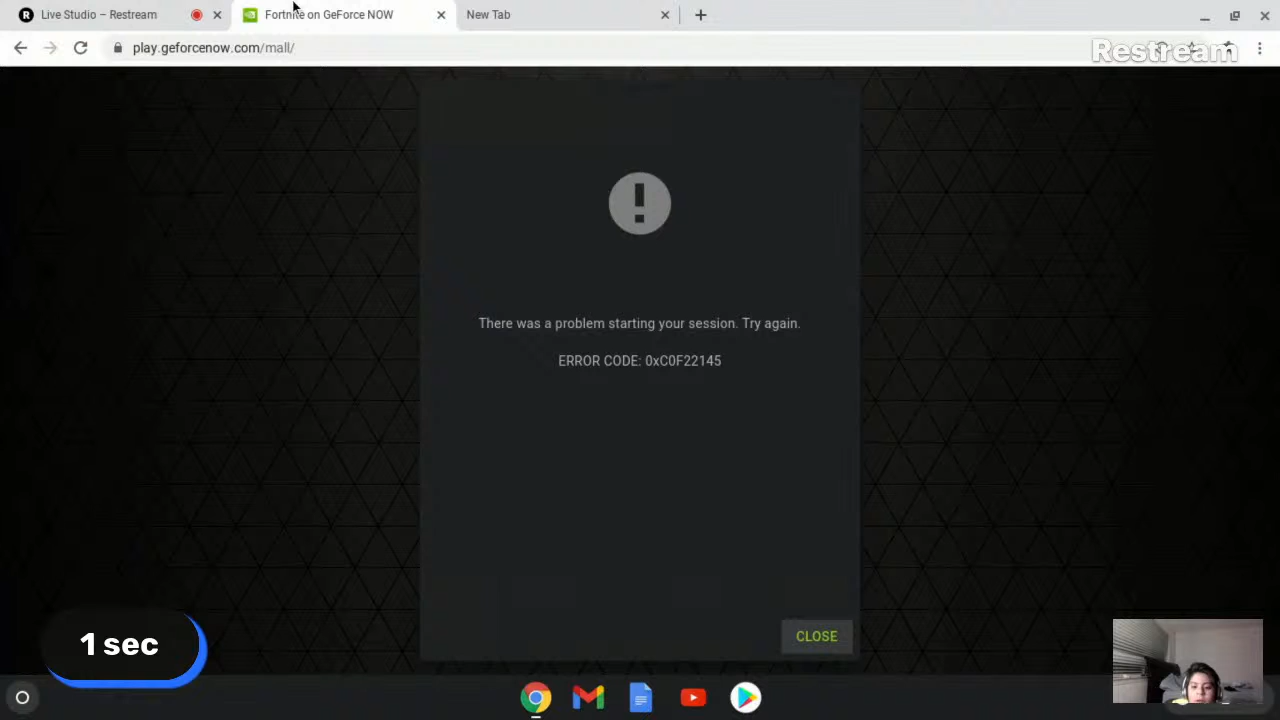 Live Studio – Restream
Fortnite on GeForce NOW
New Tab
play.geforcenow.com/mall/
Restream
There was a problem starting your session. Try again.
ERROR CODE: 0xC0F22145
CLOSE
1 sec